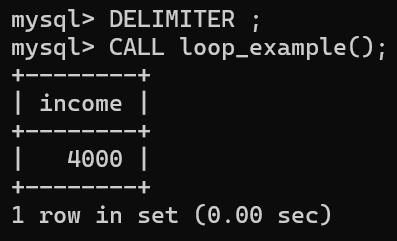 mysql> DELIMITER ;
mysql> CALL loop_example();
+--------+
| income |
+--------+
|   4000 |
+--------+
1 row in set (0.00 sec)